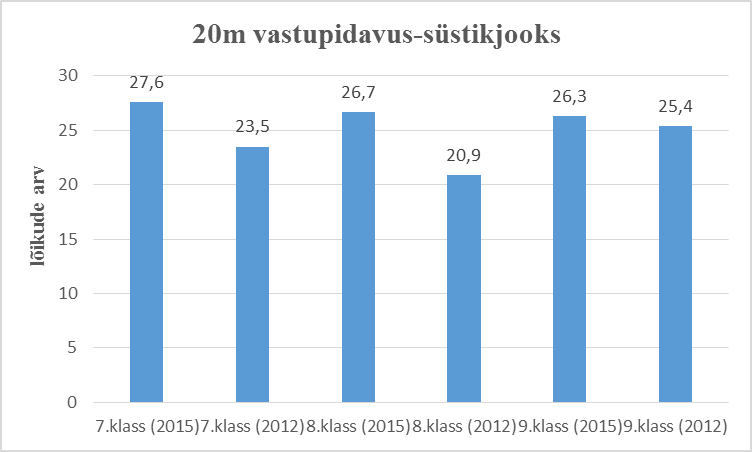 20m vastupidavus-süstikjooks
lõikude arv
30
25
20
15
10
5
0
27,6
23,5
26,7
20,9
26,3
25,4
7.klass (2015)
7.klass (2012)
8.klass (2015)
8.klass (2012)
9.klass (2015)
9.klass (2012)